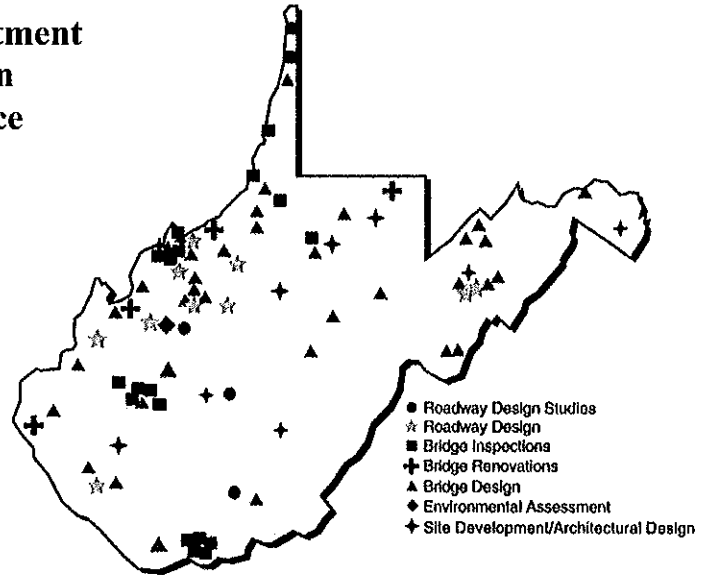 tment
n
ce
Roadway Design Studies
Roadway Design
Bridge Inspections
Bridge Renovations
Bridge Design
Environmental Assessment
Site Development/Architectural Design